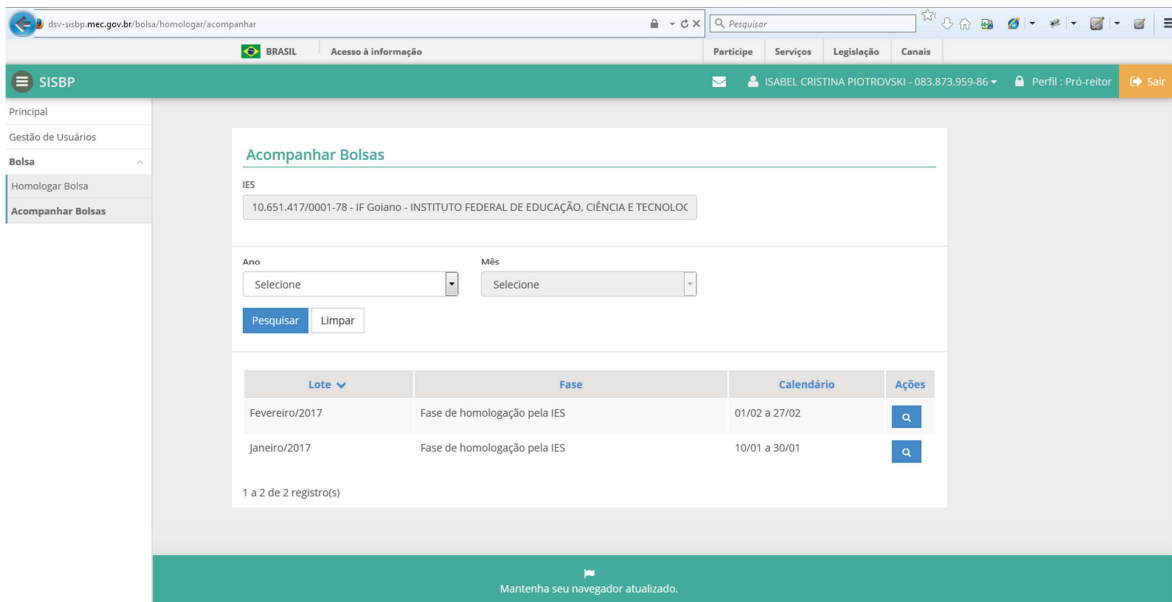 dsv-sisbp.mec.gov.br/bolsa/homologar/acompanhar
Pesquisar
BRASIL Acesso à informação Participe Serviços Legislação Canais
SISBP ISABEL CRISTINA PIOTROVSKI - 083.873.959-86 Perfil : Pró-reitor Sair
Principal
Gestão de Usuários
Bolsa
Homologar Bolsa
Acompanhar Bolsas
Acompanhar Bolsas
IES
10.651.417/0001-78 - IF Goiano - INSTITUTO FEDERAL DE EDUCAÇÃO, CIÊNCIA E TECNOLOC
Ano Mês
Selecione Selecione
Pesquisar Limpar
Lote Fase Calendário Ações
Fevereiro/2017 Fase de homologação pela IES 01/02 a 27/02
Janeiro/2017 Fase de homologação pela IES 10/01 a 30/01
1 a 2 de 2 registro(s)
Mantenha seu navegador atualizado.